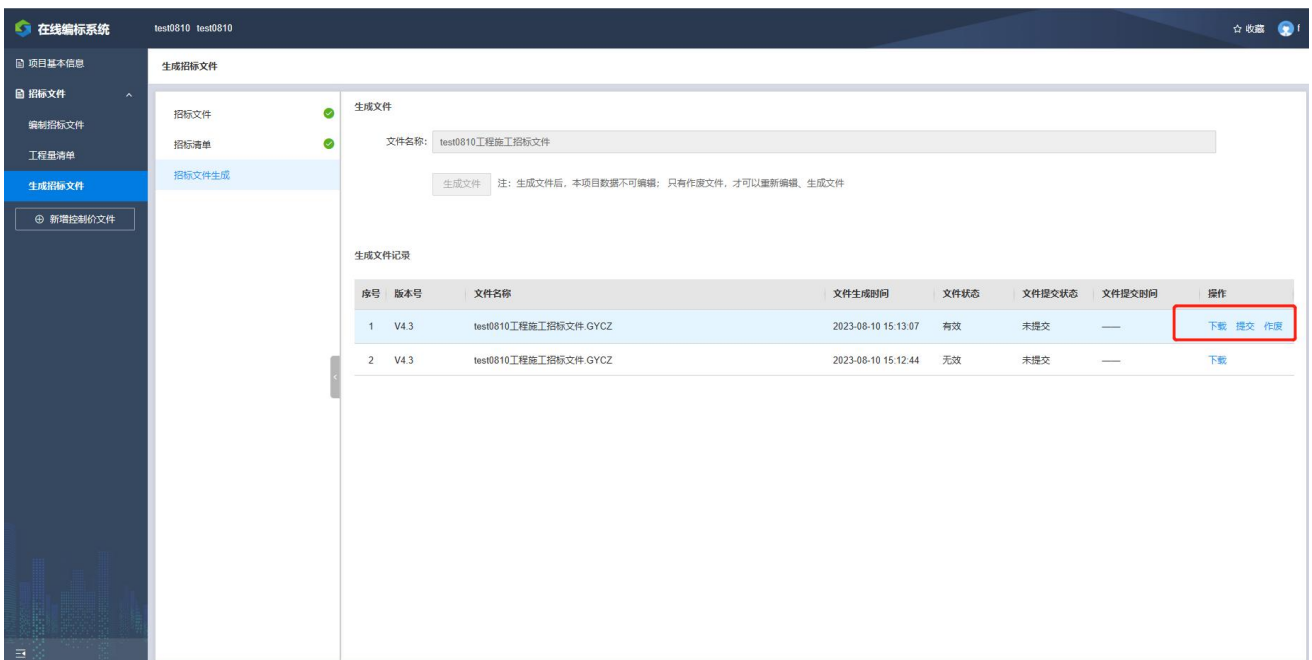 在线编标系统 test0810 test0810 收藏
项目基本信息
招标文件
编制招标文件
工程量清单
生成招标文件
新增控制价文件
生成招标文件
招标文件
招标清单
招标文件生成
生成文件
文件名称: test0810工程施工招标文件
生成文件 注:生成文件后,本项目数据不可编辑; 只有作废文件,才可以重新编辑、生成文件
生成文件记录
序号 版本号 文件名称 文件生成时间 文件状态 文件提交状态 文件提交时间 操作
1 V4.3 test0810工程施工招标文件.GYCZ 2023-08-10 15:13:07 有效 未提交 —— 下载 提交 作废
2 V4.3 test0810工程施工招标文件.GYCZ 2023-08-10 15:12:44 无效 未提交 —— 下载